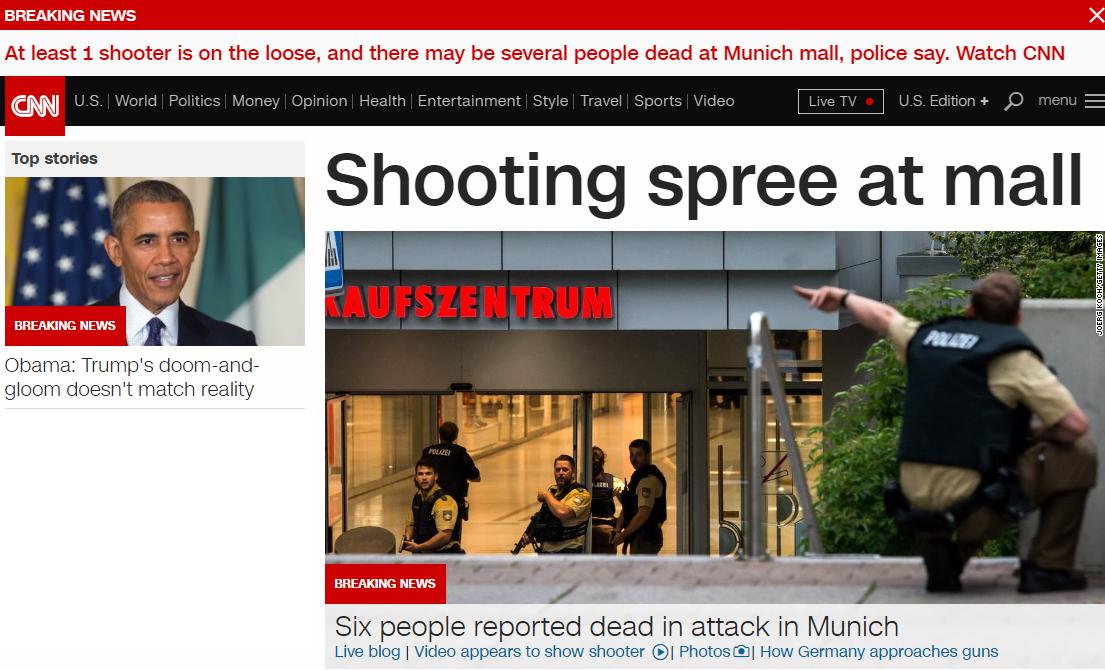 BREAKING NEWS
At least 1 shooter is on the loose, and there may be several people dead at Munich mall, police say. Watch CNN
CNN
U.S. | World | Politics | Money | Opinion | Health | Entertainment | Style | Travel | Sports | Video
Live TV
U.S. Edition +
menu
Top stories
BREAKING NEWS
Obama: Trump's doom-and-
gloom doesn't match reality
Shooting spree at mall
KAUFSZENTRUM
POLIZEI
POLIZEI
JOERG KOCH/GETTY IMAGES
BREAKING NEWS
Six people reported dead in attack in Munich
Live blog | Video appears to show shooter | Photos | How Germany approaches guns